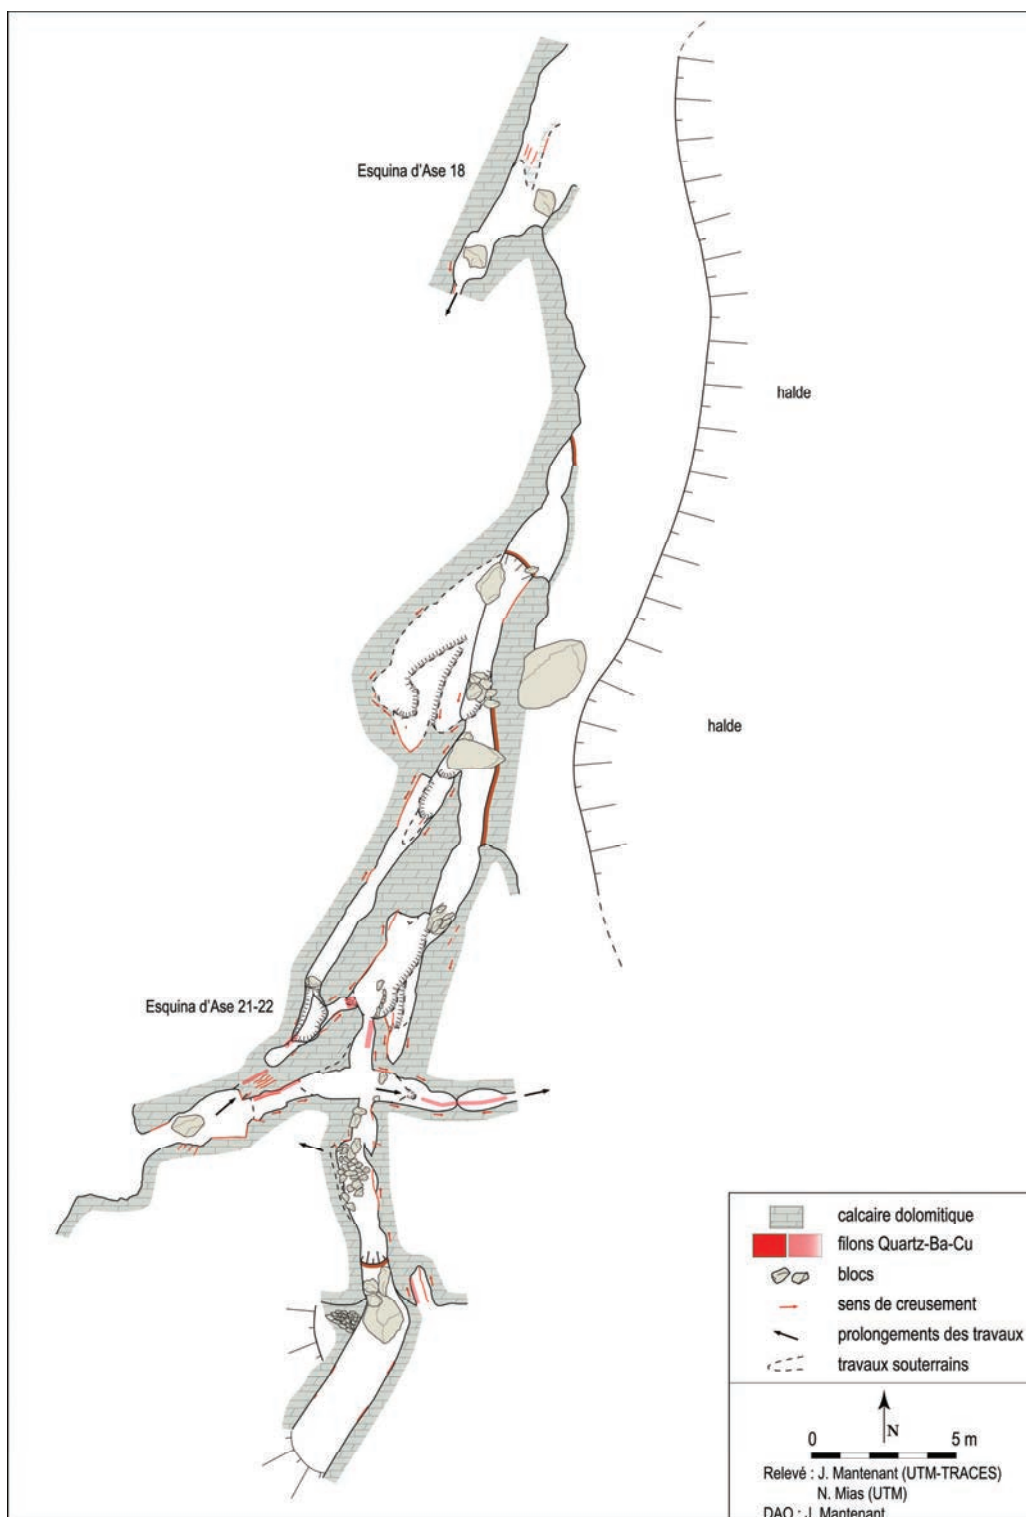 Esquina d'Ase 18
halde
halde
Esquina d'Ase 21-22
calcaire dolomitique
filons Quartz-Ba-Cu
blocs
sens de creusement
prolongements des travaux
travaux souterrains
N
0 5 m
Relevé : J. Mantenant (UTM-TRACES)
N. Mias (UTM)
DAO : J. Mantenant